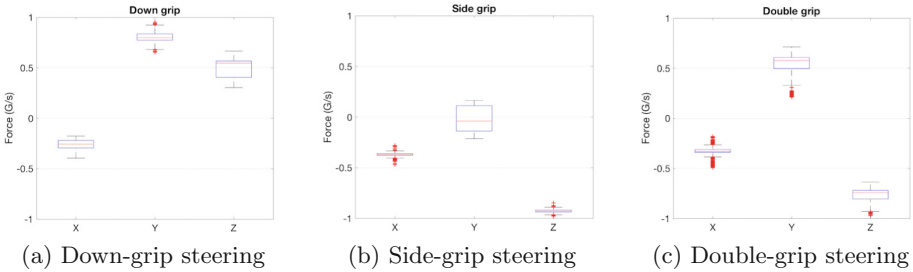 Down grip
Side grip
Double grip
Force (G/s)
1
0.5
0
-0.5
-1
X Y Z
Force (G/s)
1
0.5
0
-0.5
-1
X Y Z
Force (G/s)
1
0.5
0
-0.5
-1
X Y Z
(a) Down-grip steering
(b) Side-grip steering
(c) Double-grip steering